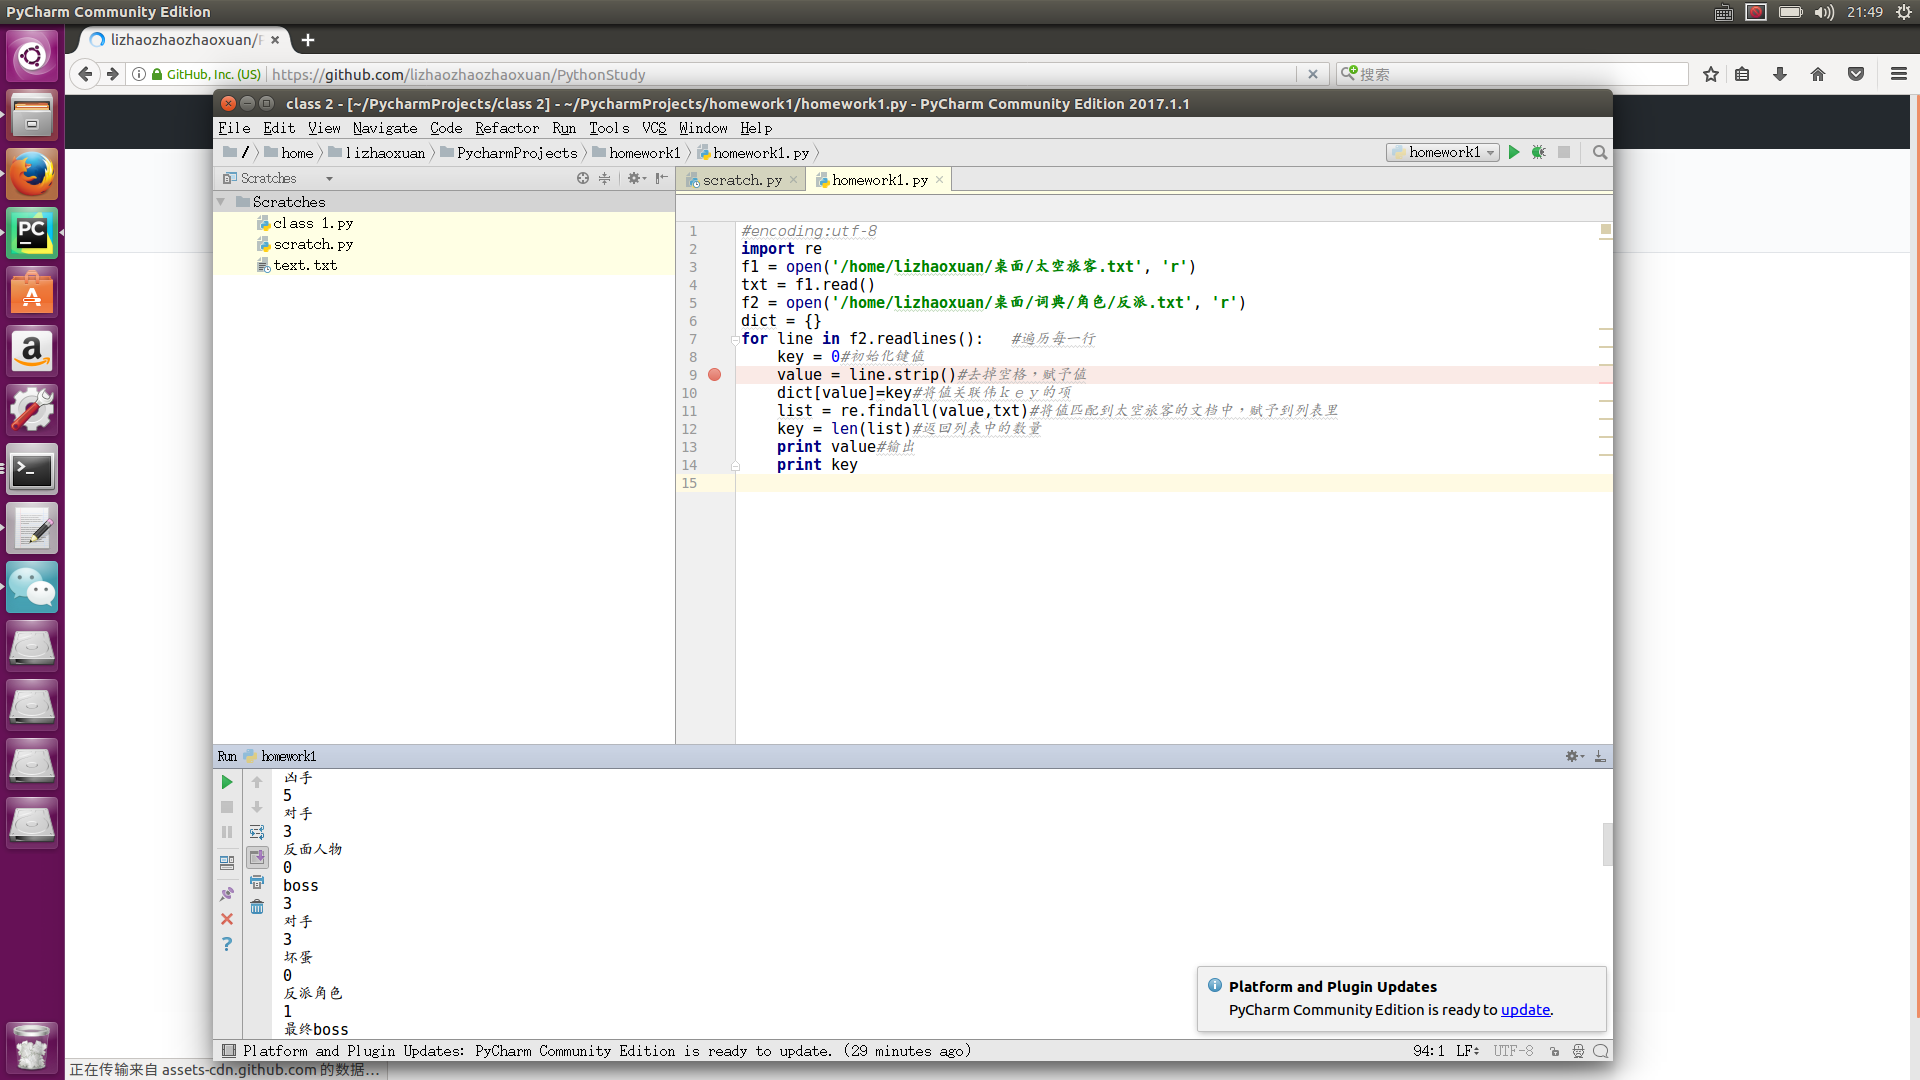 PyCharm Community Edition
21:49
lizhaozhaozhaoxuan/P
GitHub, Inc. (US)
https://github.com/lizhaozhaozhaoxuan/PythonStudy
搜索
class 2 - [~/PycharmProjects/class 2] - ~/PycharmProjects/homework1/homework1.py - PyCharm Community Edition 2017.1.1
File Edit View Navigate Code Refactor Run Tools VCS Window Help
/ home lizhaoxuan PycharmProjects homework1 homework1.py
homework1
Scratches
scratch.py
homework1.py
Scratches
class 1.py
scratch.py
text.txt
1 #encoding:utf-8
2 import re
3 f1 = open('/home/lizhaoxuan/桌面/太空旅客.txt', 'r')
4 txt = f1.read()
5 f2 = open('/home/lizhaoxuan/桌面/词典/角色/反派.txt', 'r')
6 dict = {}
7 for line in f2.readlines():   #遍历每一行
8     key = 0#初始化键值
9     value = line.strip()#去掉空格，赋予值
10     dict[value]=key#将值关联伟ｋｅｙ的项
11     list = re.findall(value,txt)#将值匹配到太空旅客的文档中，赋予到列表里
12     key = len(list)#返回列表中的数量
13     print value#输出
14     print key
15
Run homework1
凶手
5
对手
3
反面人物
0
boss
3
对手
3
坏蛋
0
反派角色
1
最终boss
Platform and Plugin Updates
PyCharm Community Edition is ready to update.
Platform and Plugin Updates: PyCharm Community Edition is ready to update. (29 minutes ago)
94:1 LF UTF-8
正在传输来自 assets-cdn.github.com 的数据...